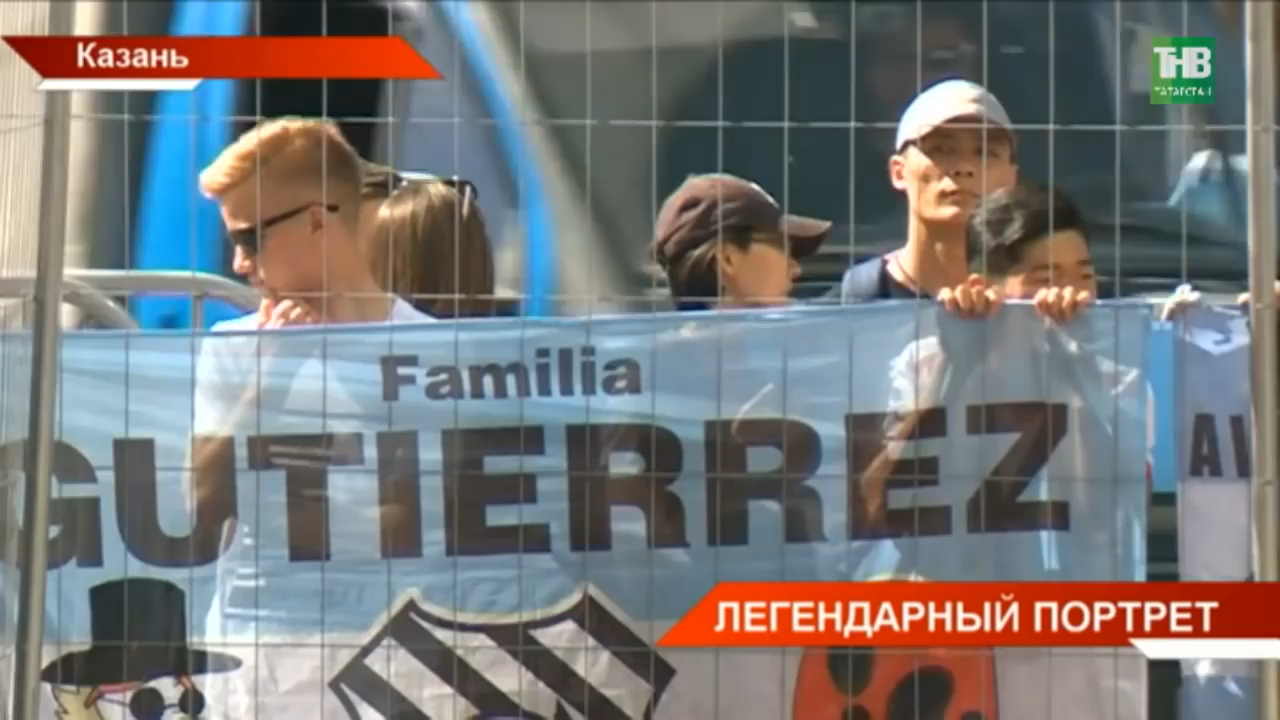 Казань
ТНВ
ТАТАРСТАН
Familia
GUTIERREZ
ЛЕГЕНДАРНЫЙ ПОРТРЕТ